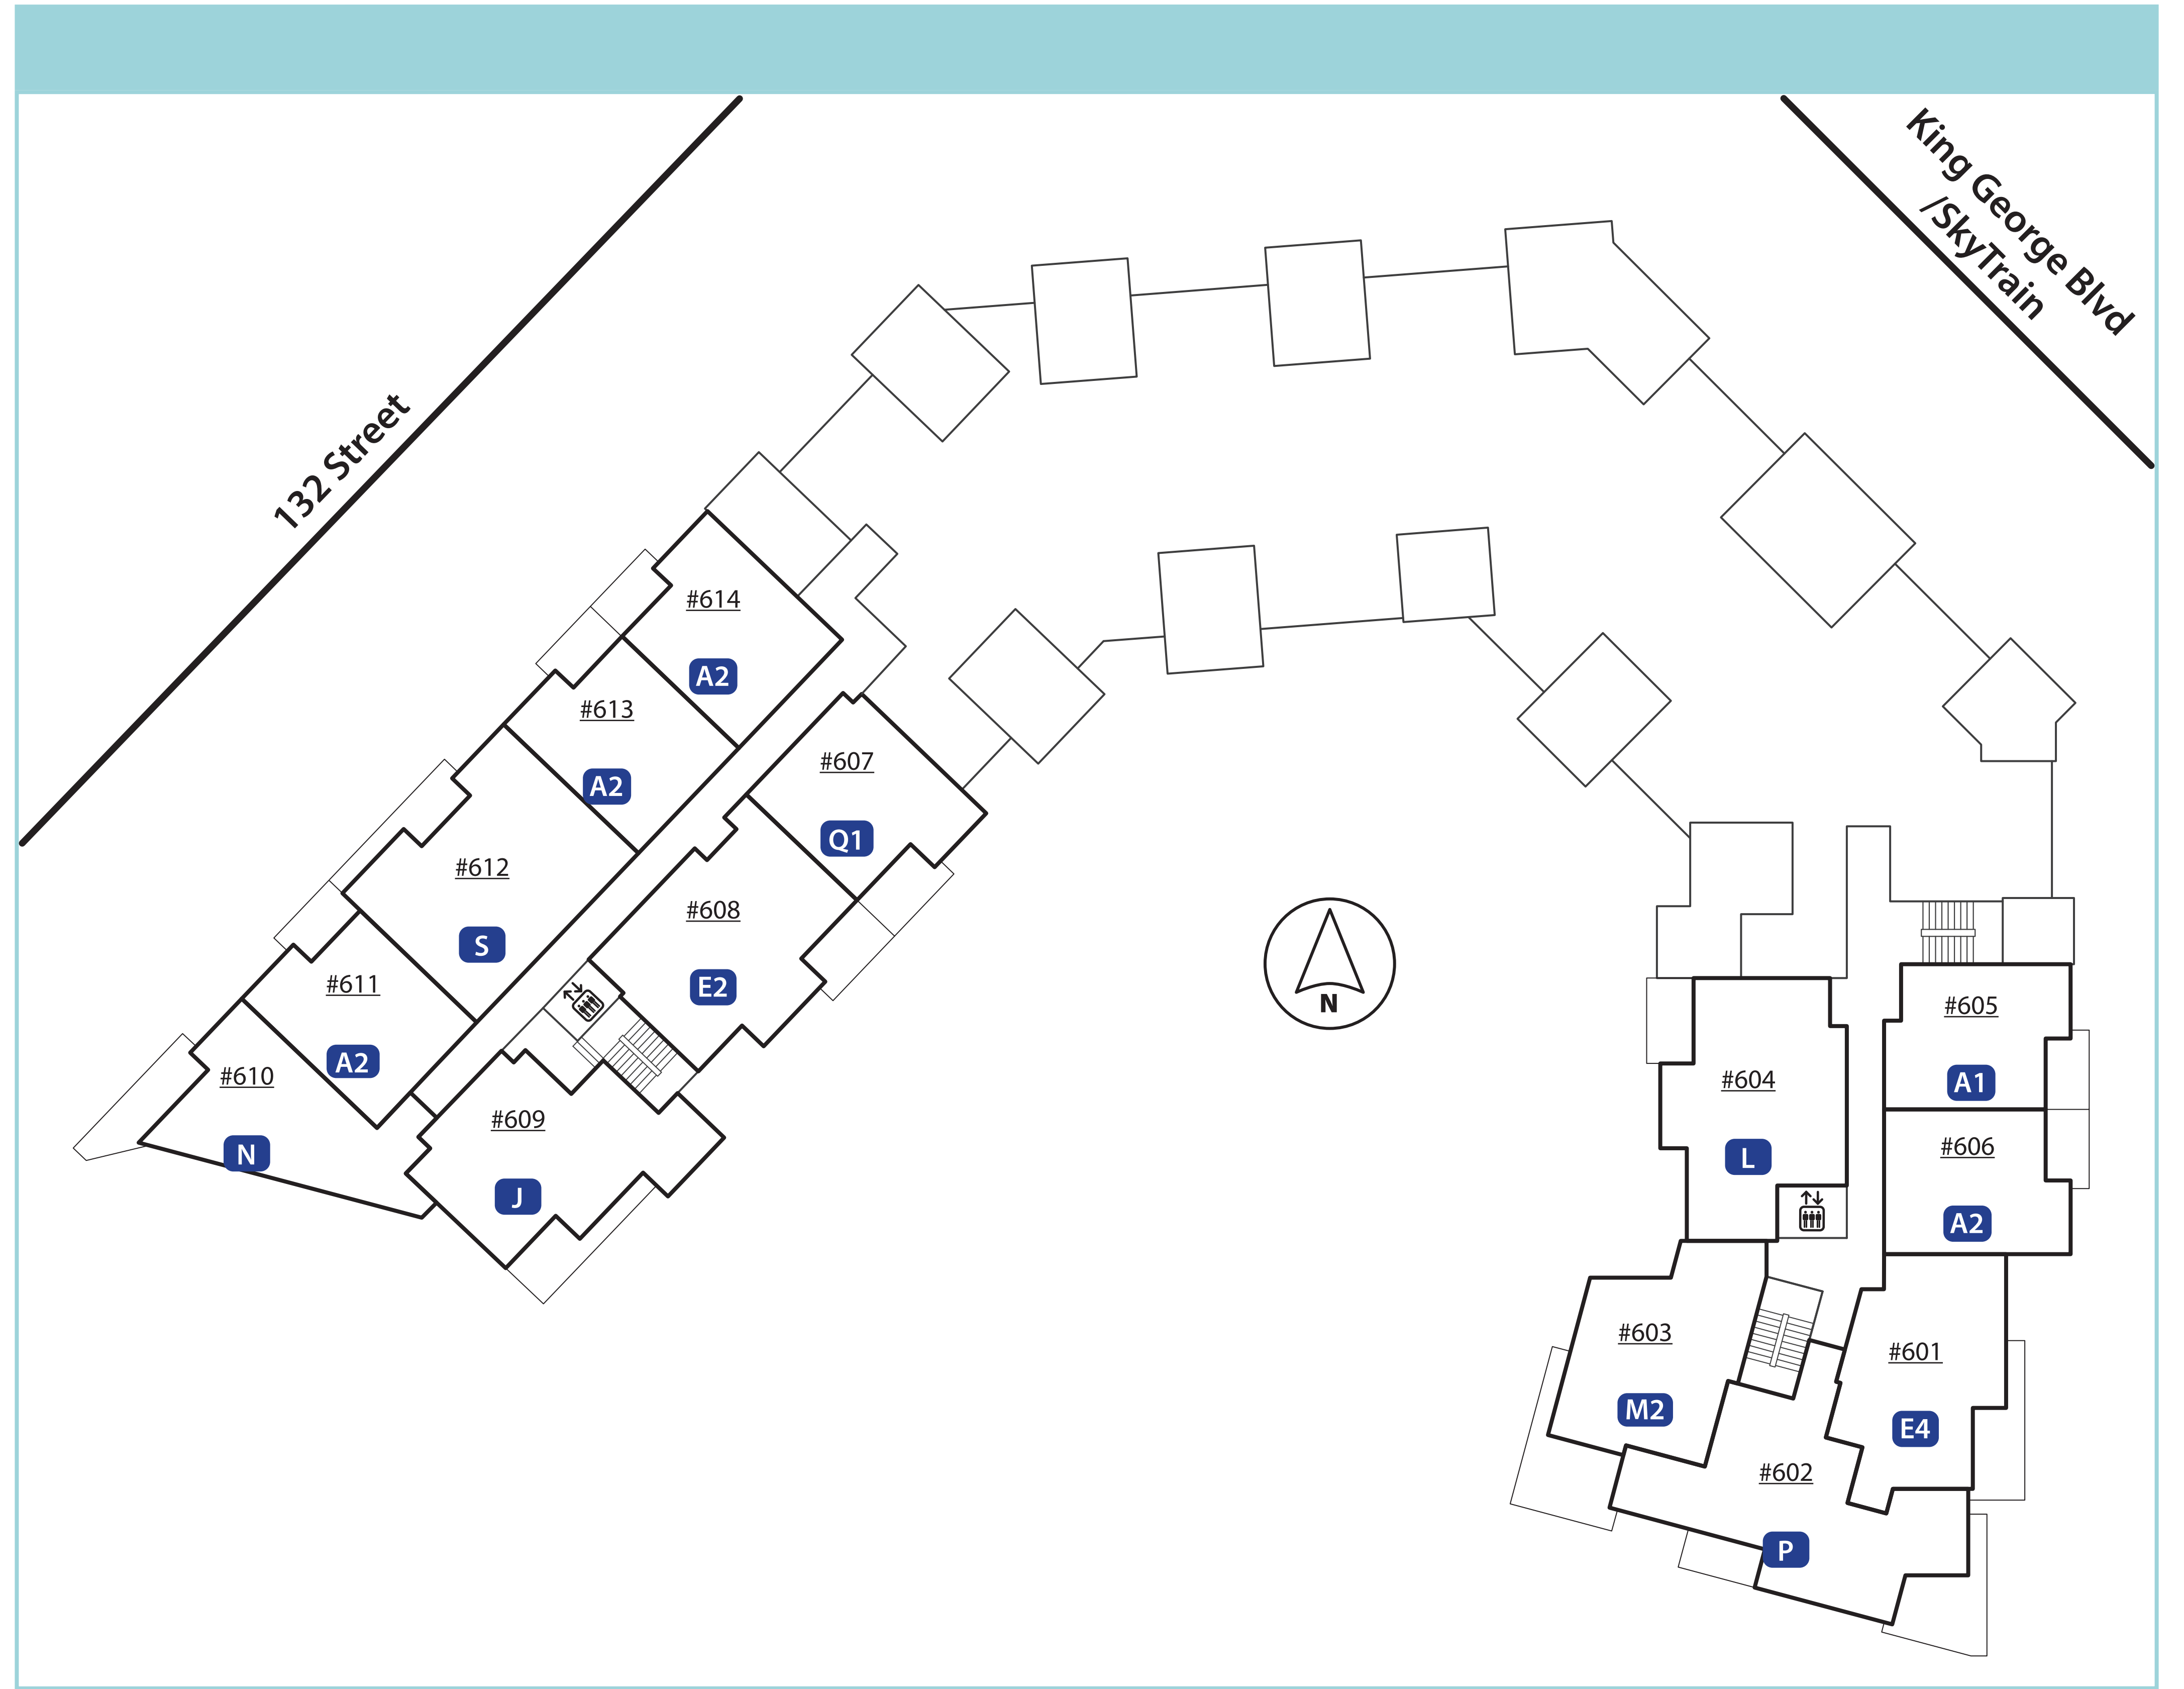 King George Blvd
/SkyTrain
132 Street
#614
A2
#613
A2
#607
Q1
#612
S
#608
E2
#611
A2
#610
N
#609
J
N
#605
A1
#604
L
#606
A2
#603
M2
#601
E4
#602
P